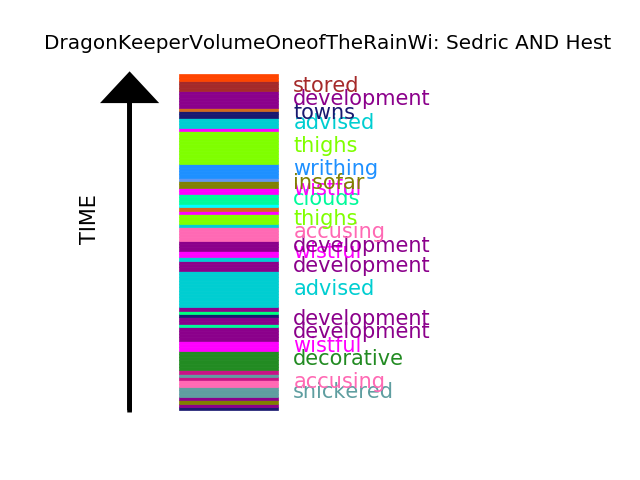 DragonKeeperVolumeOneofTheRainWi: Sedric AND Hest
stored
development
towns
advised
thighs
writhing
insofar
wistful
clouds
thighs
accusing
development
wistful
development
advised
development
development
wistful
decorative
accusing
snickered
TIME